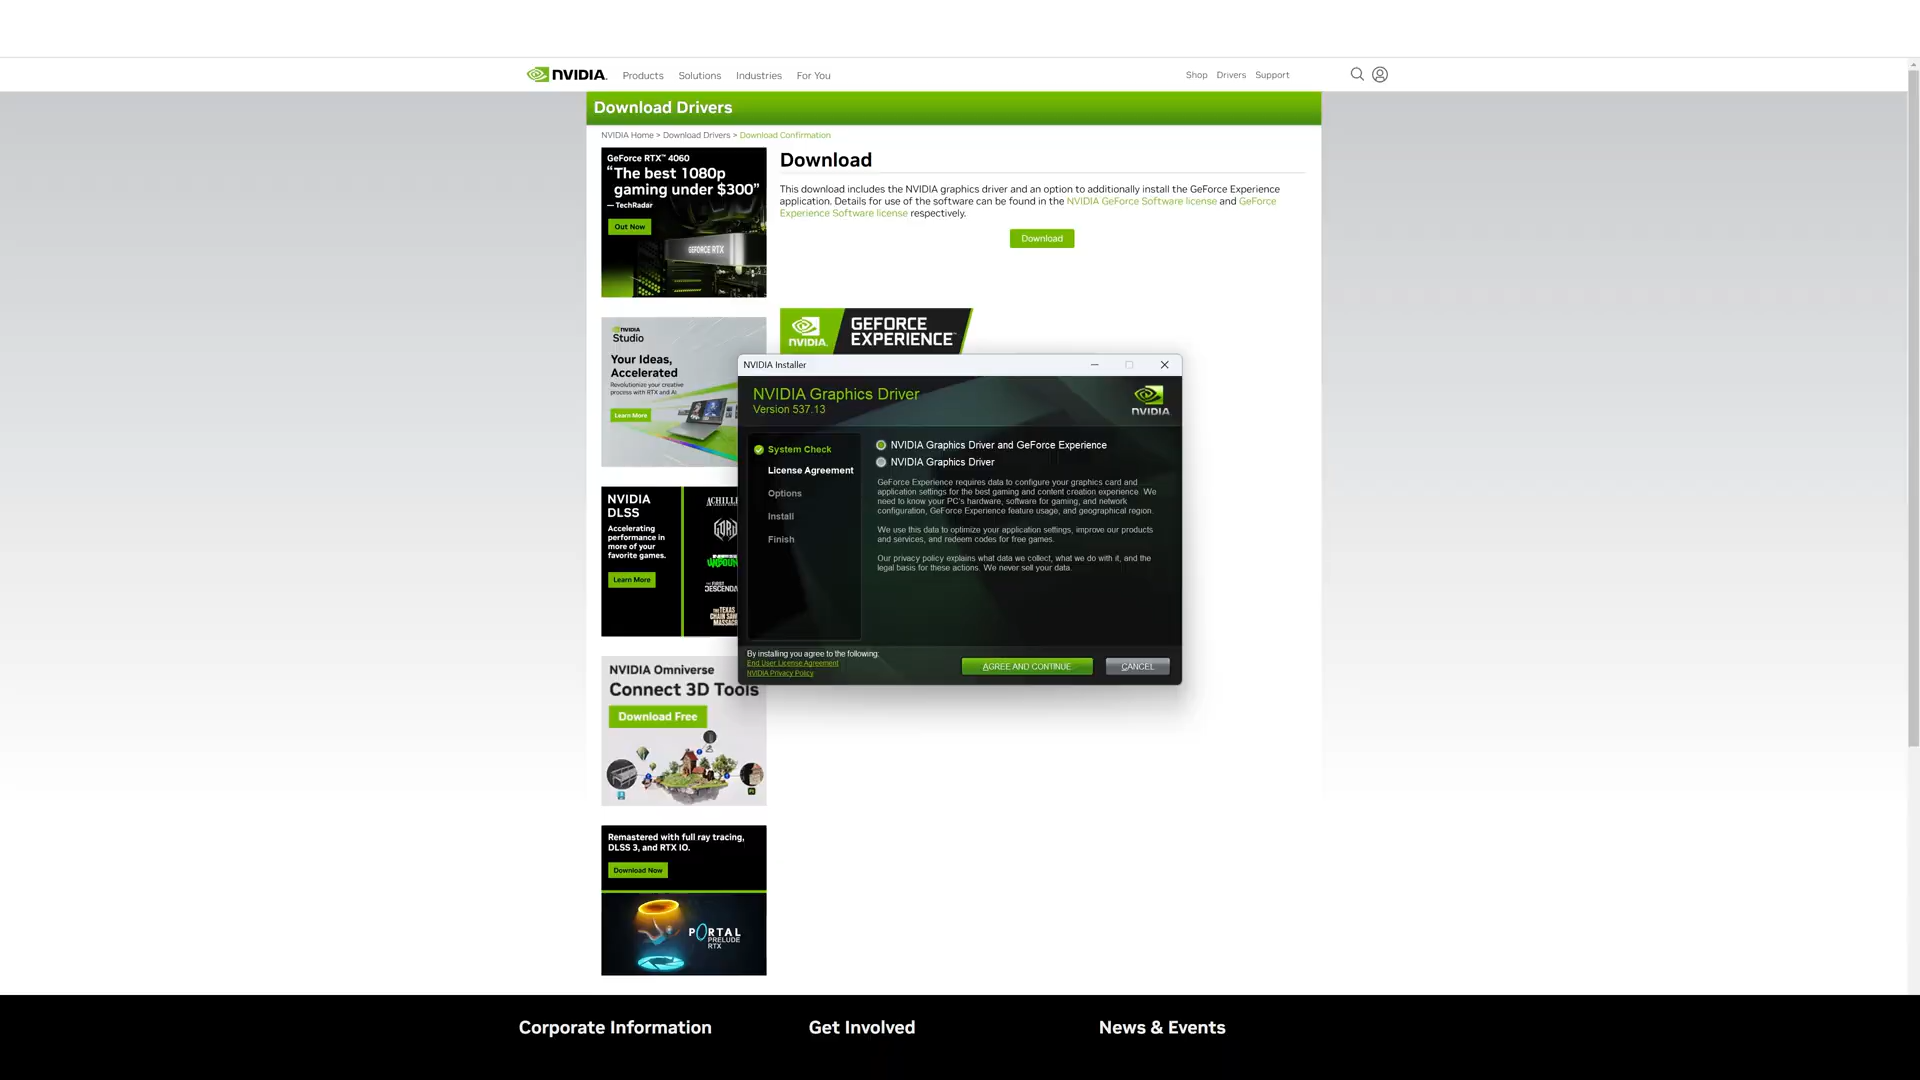 NVIDIA.
Products
Solutions
Industries
For You
Shop
Drivers
Support
Download Drivers
NVIDIA Home > Download Drivers > Download Confirmation
GeForce RTX™ 4060
“The best 1080p
gaming under $300”
— TechRadar
Out Now
GEFORCE RTX
Download
This download includes the NVIDIA graphics driver and an option to additionally install the GeForce Experience
application. Details for use of the software can be found in the NVIDIA GeForce Software license and GeForce
Experience Software license respectively.
Download
NVIDIA
Studio
Your Ideas,
Accelerated
Revolutionize your creative
process with RTX and AI.
Learn More
NVIDIA.
GEFORCE
EXPERIENCE™
NVIDIA Installer
NVIDIA Graphics Driver
Version 537.13
NVIDIA.
System Check
License Agreement
Options
Install
Finish
NVIDIA Graphics Driver and GeForce Experience
NVIDIA Graphics Driver
GeForce Experience requires data to configure your graphics card and
application settings for the best gaming and content creation experience. We
need to know your PC's hardware, software for gaming, and network
configuration, GeForce Experience feature usage, and geographical region.
We use this data to optimize your application settings, improve our products
and services, and redeem codes for free games.
Our privacy policy explains what data we collect, what we do with it, and the
legal basis for these actions. We never sell your data.
By installing you agree to the following:
End User License Agreement
NVIDIA Privacy Policy
AGREE AND CONTINUE
CANCEL
NVIDIA
DLSS
Accelerating
performance in
more of your
favorite games.
Learn More
ACHILLE
GORD
UNBOUN
THE FIRST
DESCENDA
THE TEXAS
CHAIN SAW
MASSAC
NVIDIA Omniverse
Connect 3D Tools
Download Free
Remastered with full ray tracing,
DLSS 3, and RTX IO.
Download Now
PORTAL
PRELUDE
RTX
Corporate Information
Get Involved
News & Events